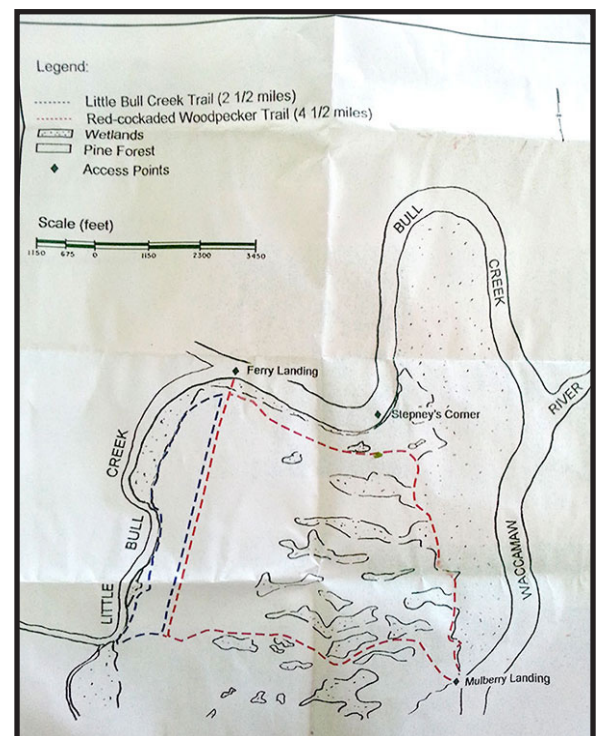 Legend:
Little Bull Creek Trail (2 1/2 miles)
Red-cockaded Woodpecker Trail (4 1/2 miles)
Wetlands
Pine Forest
Access Points
Scale (feet)
1150 675 0 1150 2300 3450
BULL
CREEK
Ferry Landing
Stepney's Corner
RIVER
CREEK
BULL
WACCAMAW
LITTLE
Mulberry Landing